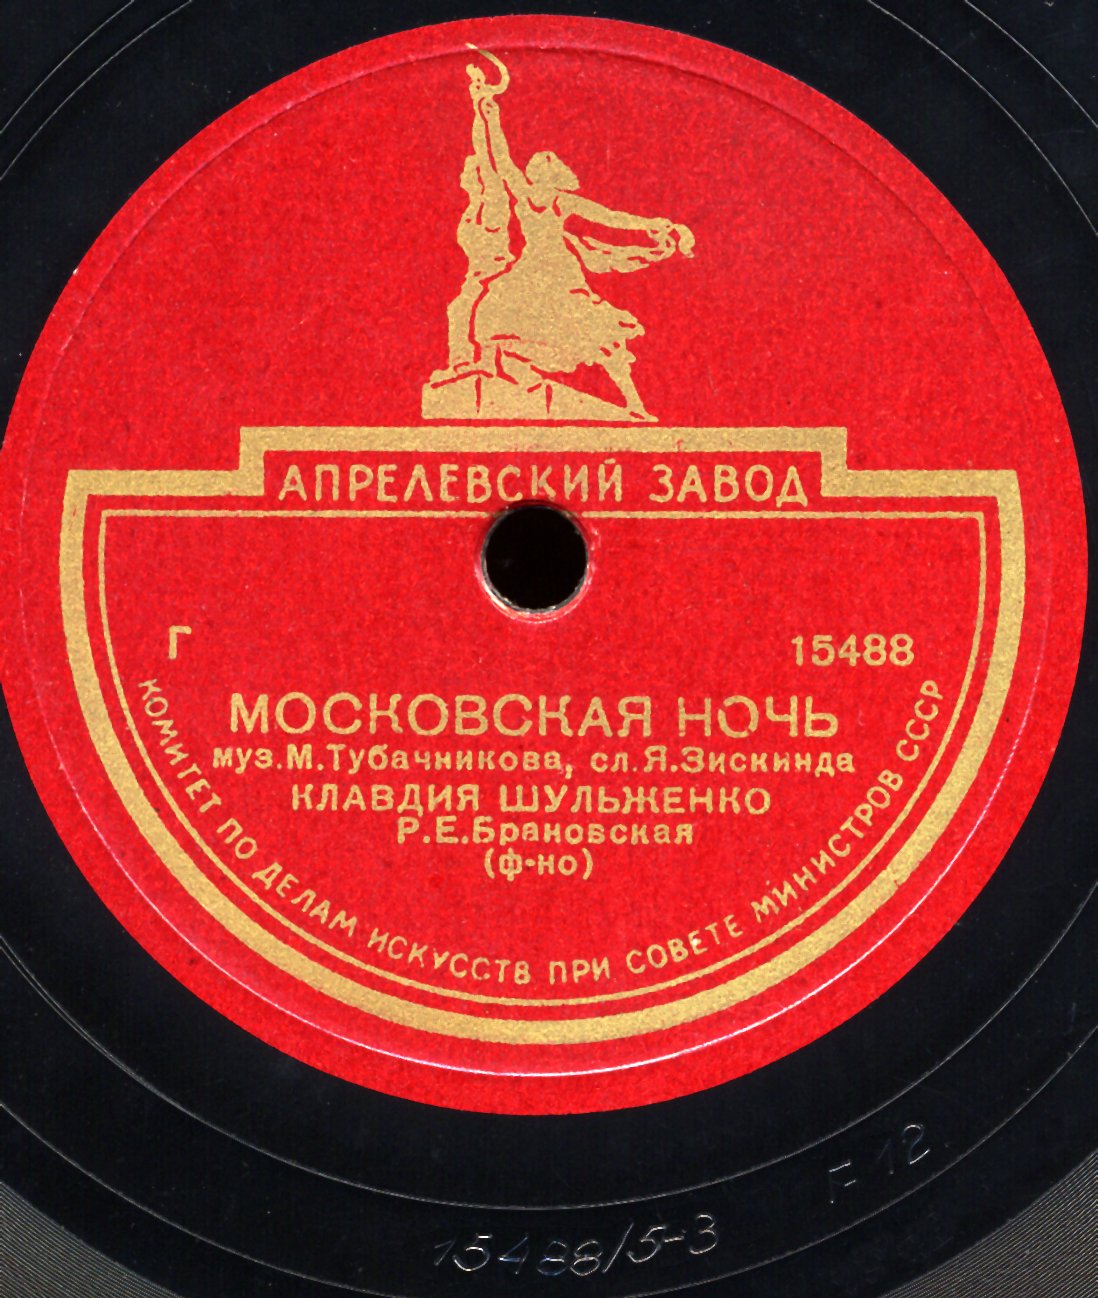 АПРЕЛЕВСКИЙ ЗАВОД
Г
15488
МОСКОВСКАЯ НОЧЬ
муз.М.Тубачникова, сл.Я.Зискинда
КЛАВДИЯ ШУЛЬЖЕНКО
Р.Е.Брановская
(ф-но)
КОМИТЕТ ПО ДЕЛАМ ИСКУССТВ ПРИ СОВЕТЕ МИНИСТРОВ СССР
F 12
15488/5-3